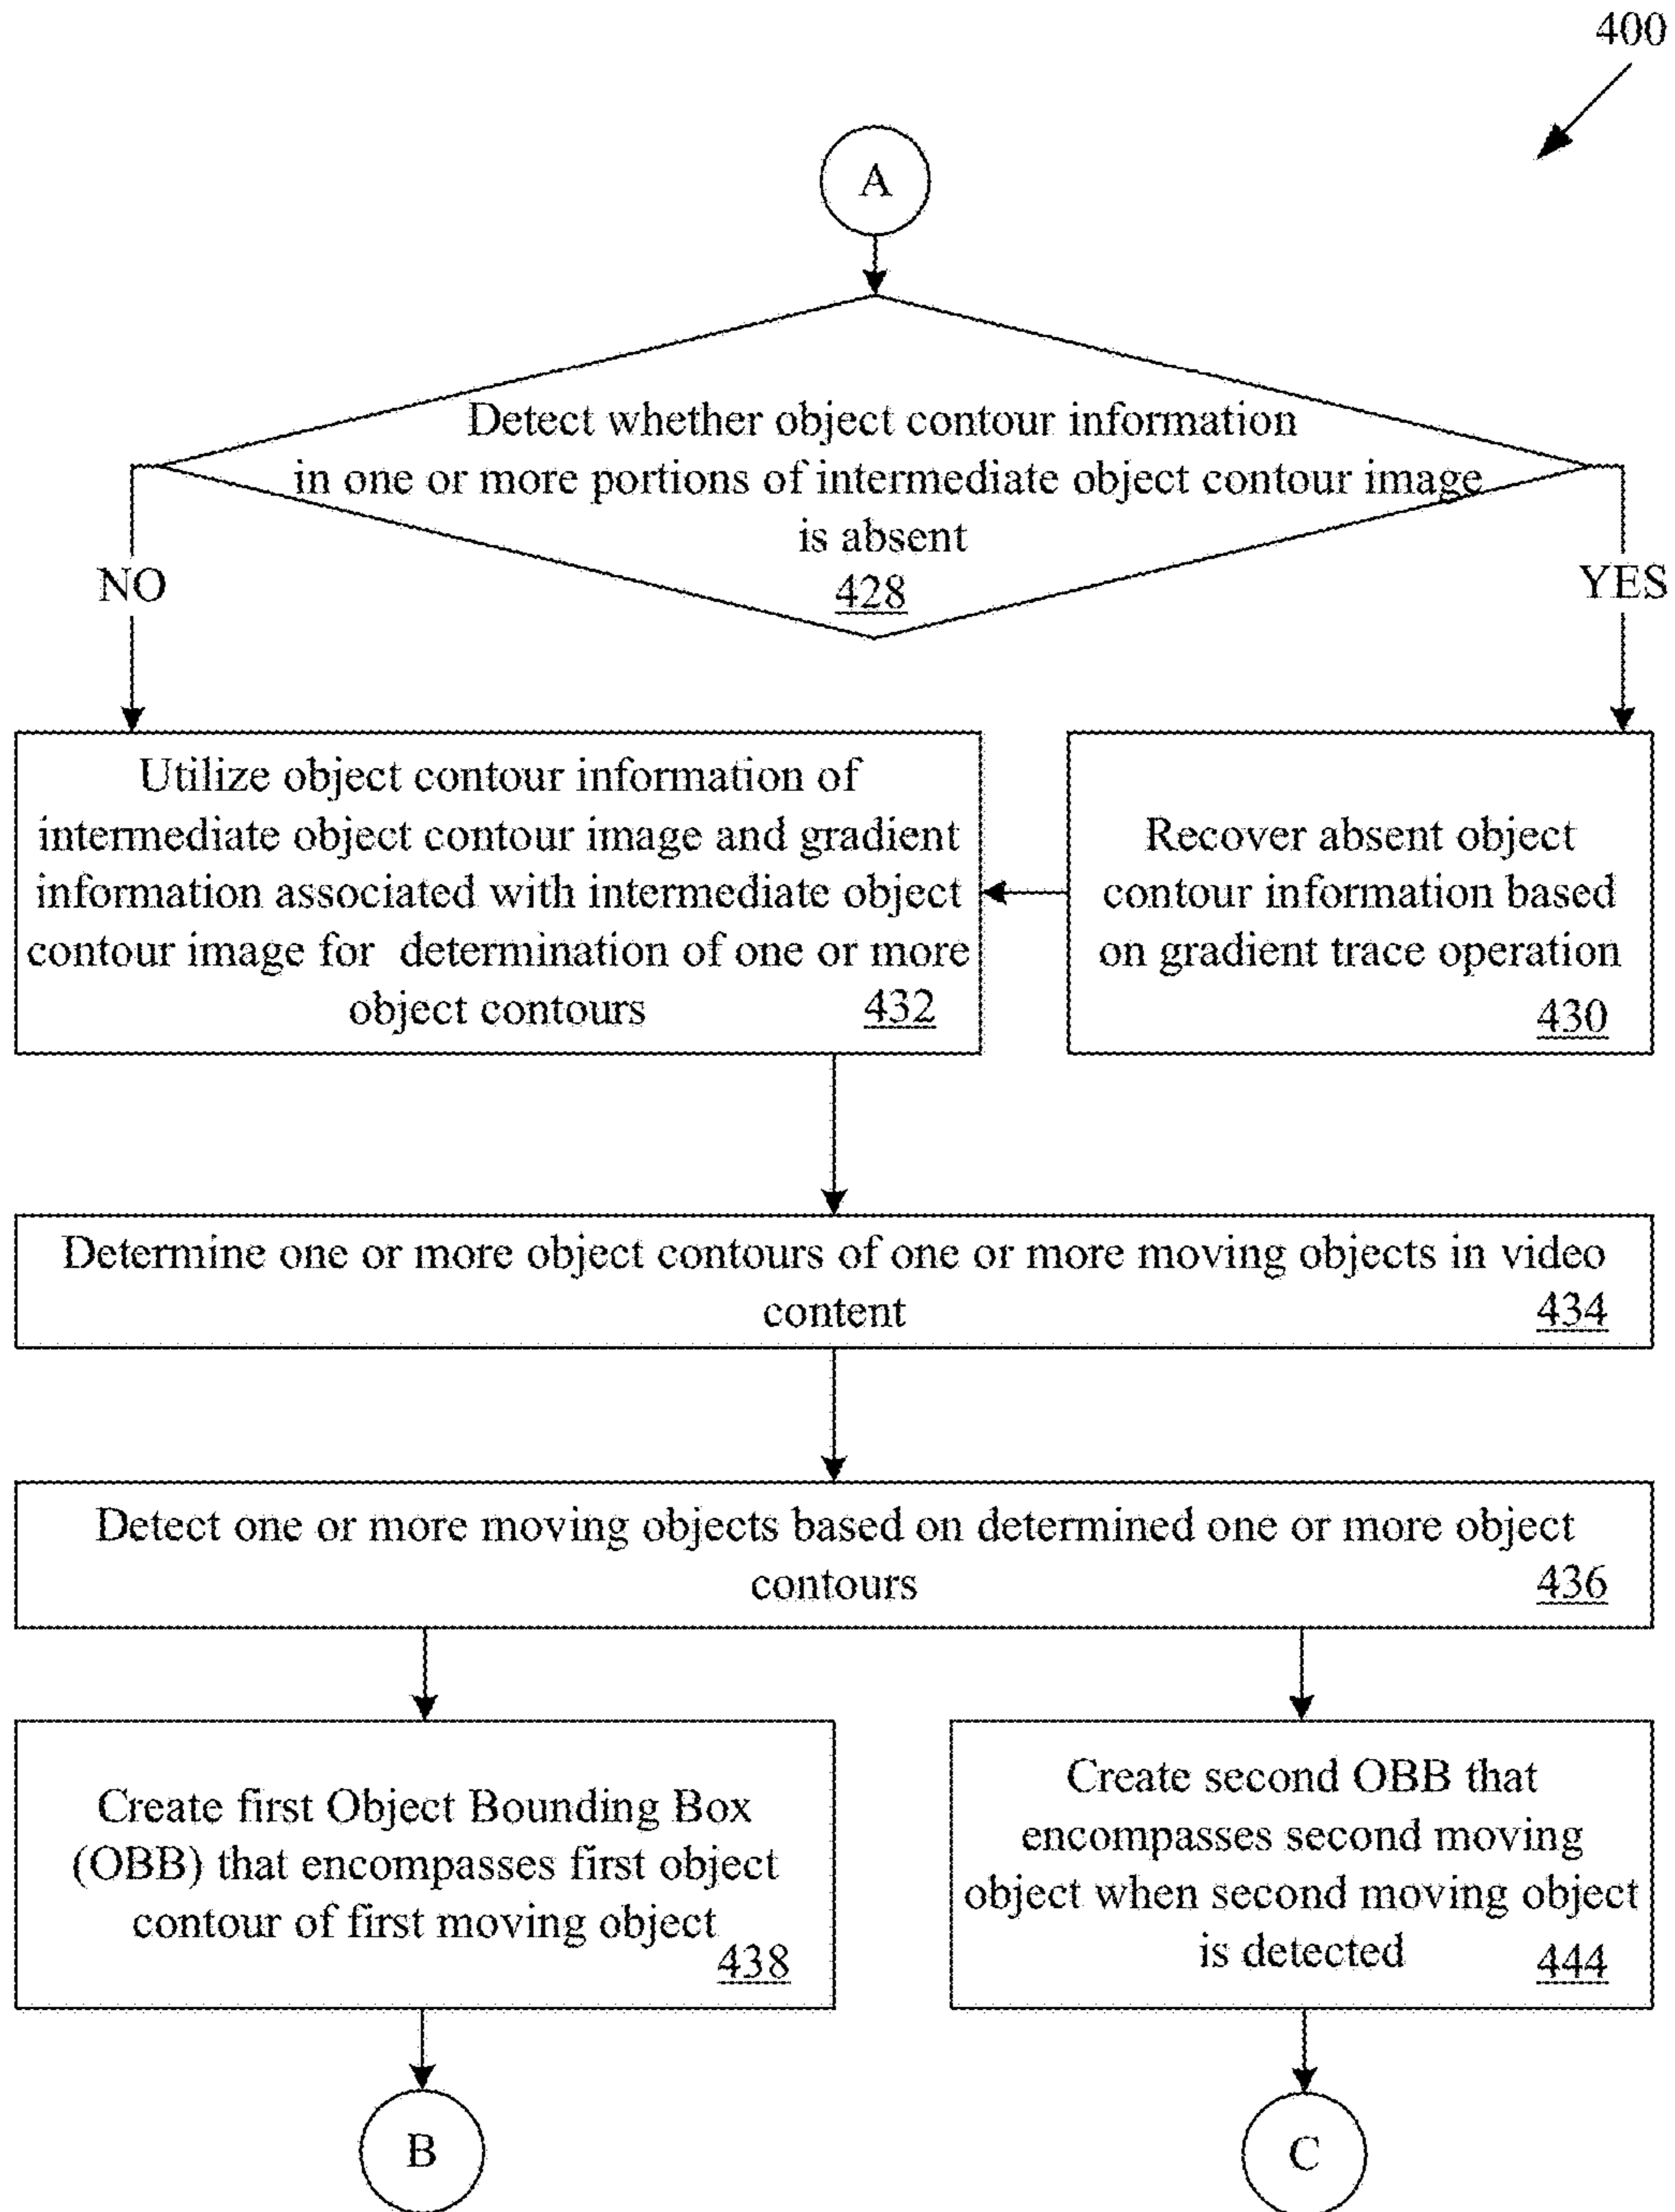 400
A
Detect whether object contour information
in one or more portions of intermediate object contour image
is absent
428
NO
YES
Utilize object contour information of
intermediate object contour image and gradient
information associated with intermediate object
contour image for determination of one or more
object contours 432
Recover absent object
contour information based
on gradient trace operation
430
Determine one or more object contours of one or more moving objects in video
content 434
Detect one or more moving objects based on determined one or more object
contours 436
Create first Object Bounding Box
(OBB) that encompasses first object
contour of first moving object
438
Create second OBB that
encompasses second moving
object when second moving object
is detected 444
B
C